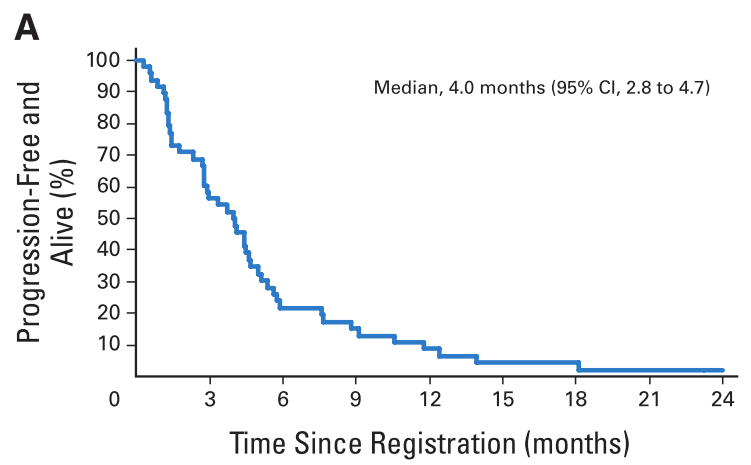 A
Progression-Free and
Alive (%)
100
90
80
70
60
50
40
30
20
10
Median, 4.0 months (95% CI, 2.8 to 4.7)
0 3 6 9 12 15 18 21 24
Time Since Registration (months)